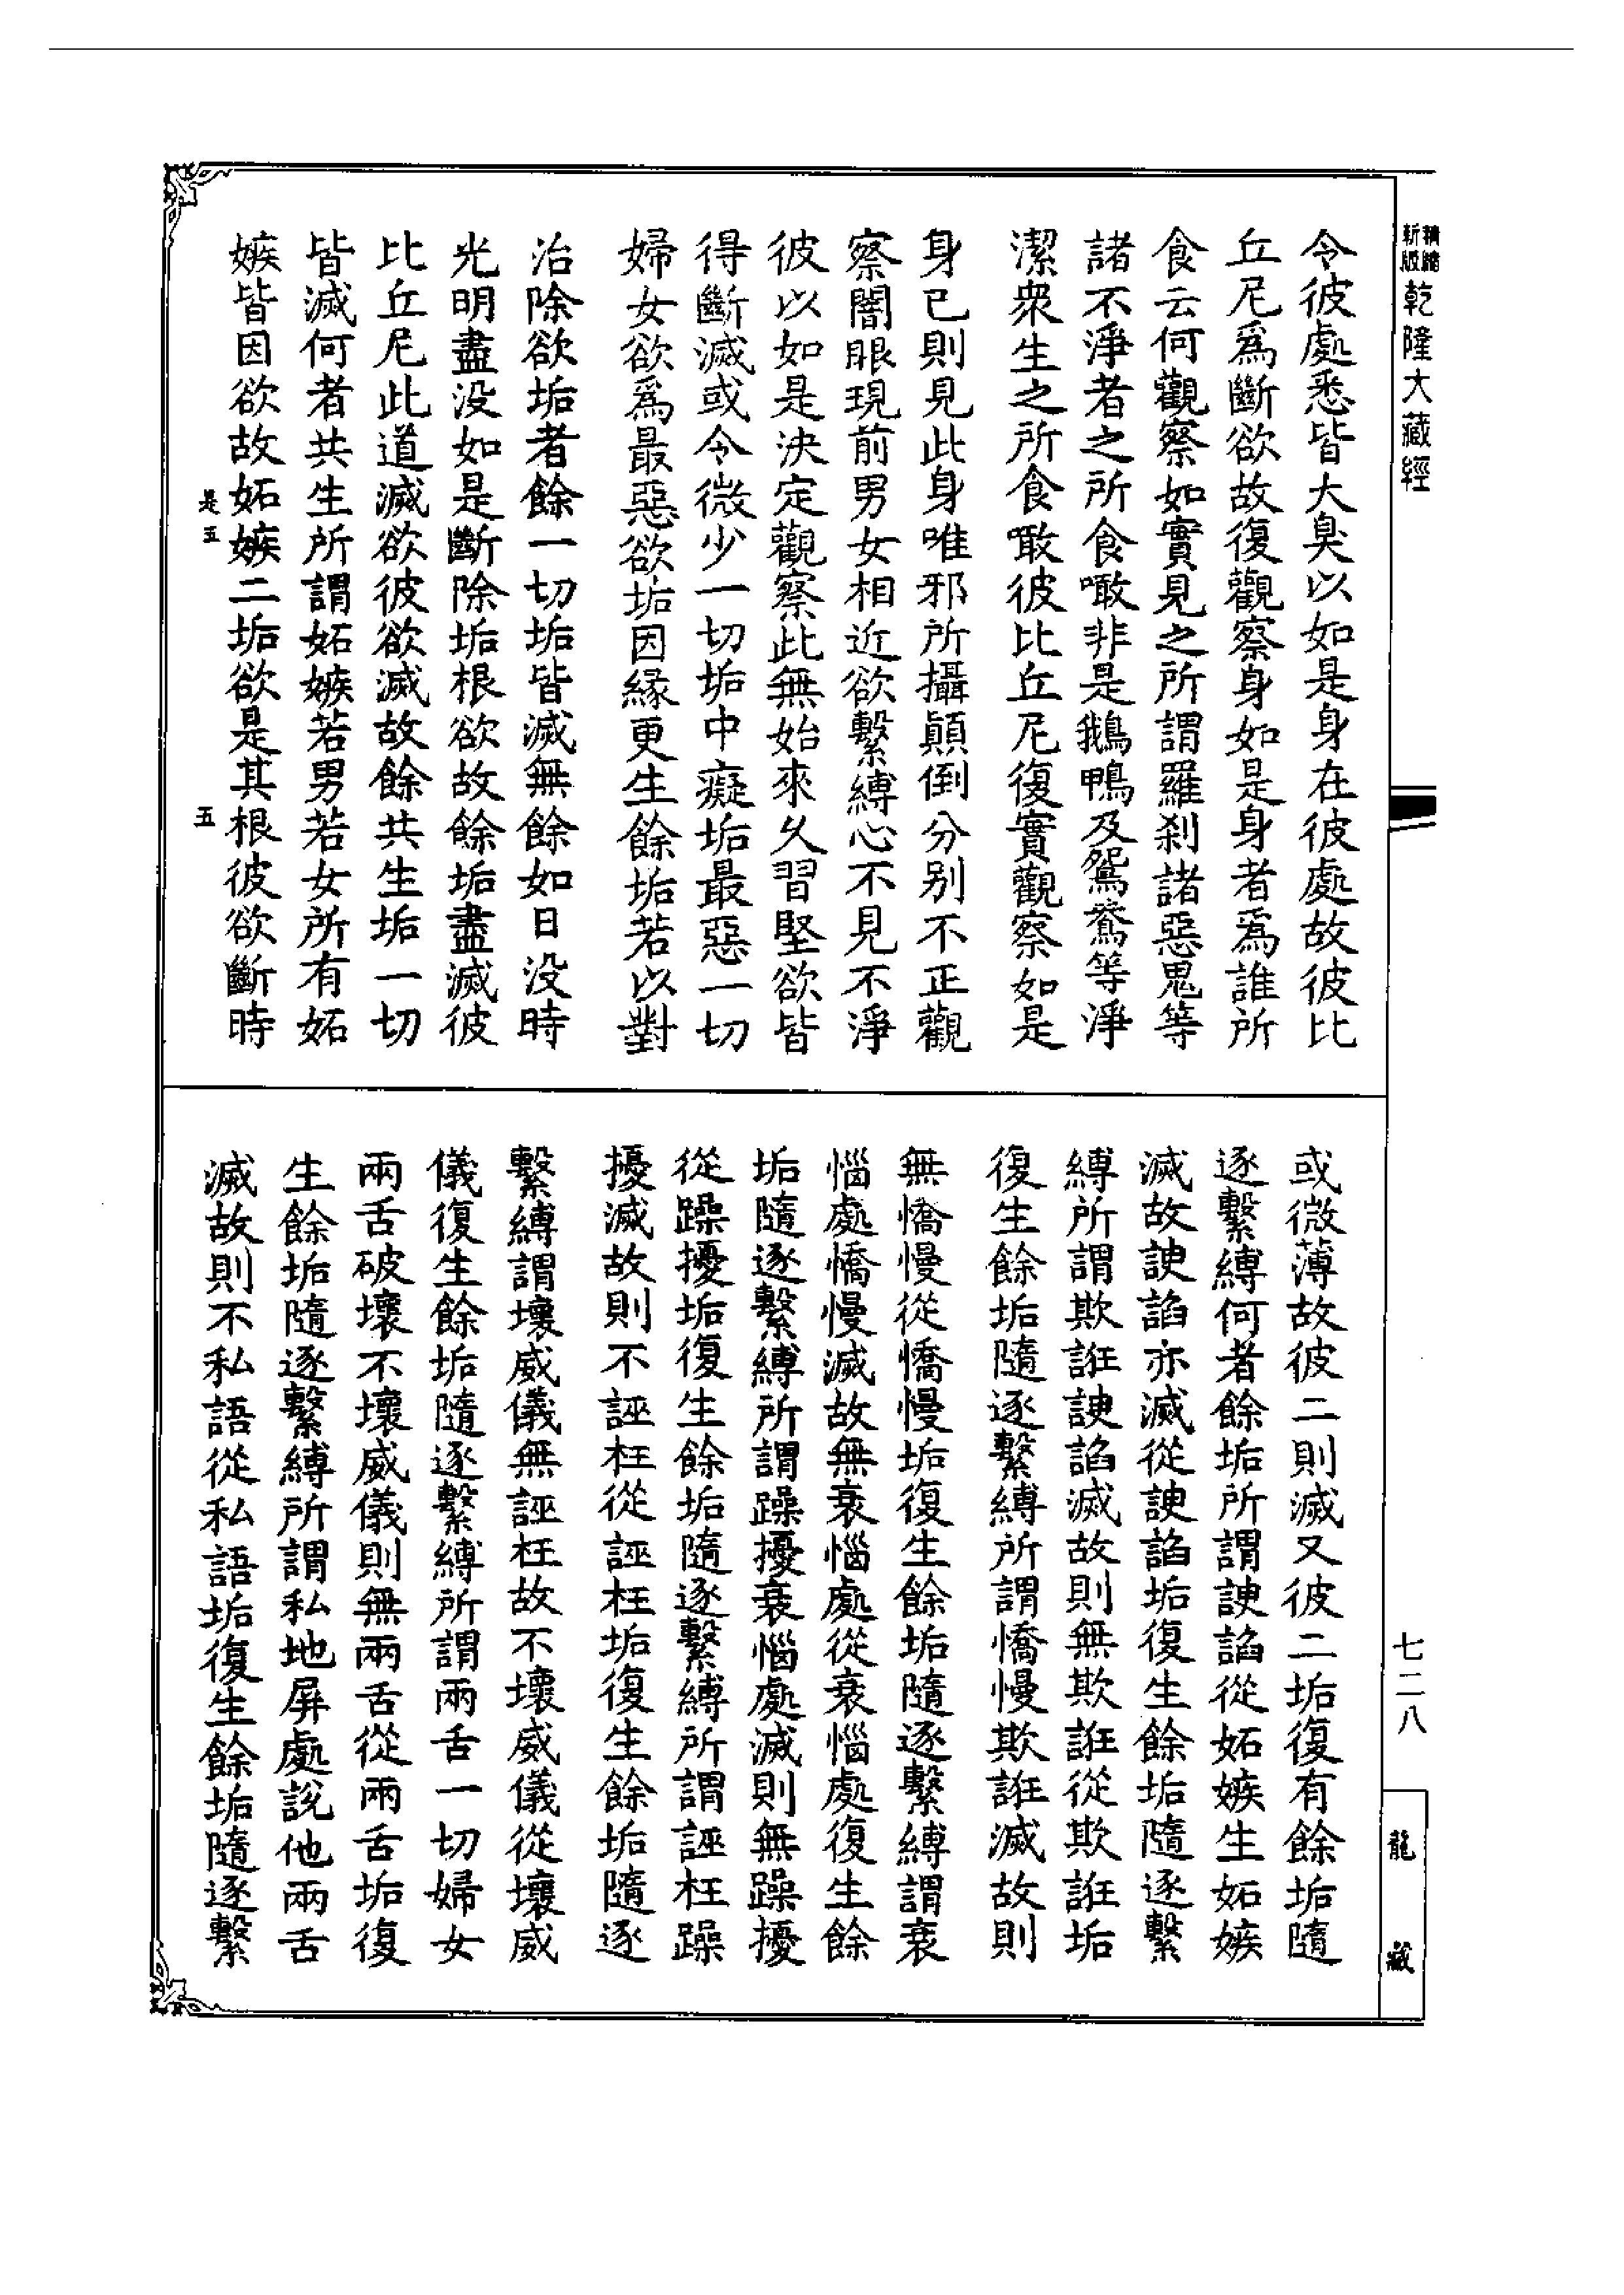 精縮新版乾隆大藏經
令彼處悉皆大臭以如是身在彼處故彼比
丘尼為斷欲故復觀察身如是身者為誰所
食云何觀察如實見之所謂羅剎諸惡鬼等
諸不淨者之所食噉非是鵝鴨及鴛鴦等淨
潔衆生之所食噉彼比丘尼復實觀察如是
身已則見此身唯邪所攝顛倒分别不正觀
察闇眼現前男女相近欲繫縛心不見不淨
彼以如是決定觀察此無始來久習堅欲皆
得斷滅或令微少一切垢中癡垢最惡一切
婦女欲為最惡欲垢因緣更生餘垢若以對
治除欲垢者餘一切垢皆滅無餘如日没時
光明盡没如是斷除垢根欲故餘垢盡滅彼
比丘尼此道滅欲彼欲滅故餘共生垢一切
皆滅何者共生所謂妬嫉若男若女所有妬
嫉皆因欲故妬嫉二垢欲是其根彼欲斷時
是五 五
或微薄故彼二則滅又彼二垢復有餘垢隨
逐繫縛何者餘垢所謂諛諂從妬嫉生妬嫉
滅故諛諂亦滅從諛諂垢復生餘垢隨逐繫
縛所謂欺誑諛諂滅故則無欺誑從欺誑垢
復生餘垢隨逐繫縛所謂憍慢欺誑滅故則
無憍慢從憍慢垢復生餘垢隨逐繫縛謂衰
惱處憍慢滅故無衰惱處從衰惱處復生餘
垢隨逐繫縛所謂躁擾衰惱處滅則無躁擾
從躁擾垢復生餘垢隨逐繫縛所謂誣枉躁
擾滅故則不誣枉從誣枉垢復生餘垢隨逐
繫縛謂壞威儀無誣枉故不壞威儀從壞威
儀復生餘垢隨逐繫縛所謂兩舌一切婦女
兩舌破壞不壞威儀則無兩舌從兩舌垢復
生餘垢隨逐繫縛所謂私地屏處説他兩舌
滅故則不私語從私語垢復生餘垢隨逐繫
七二八
龍藏